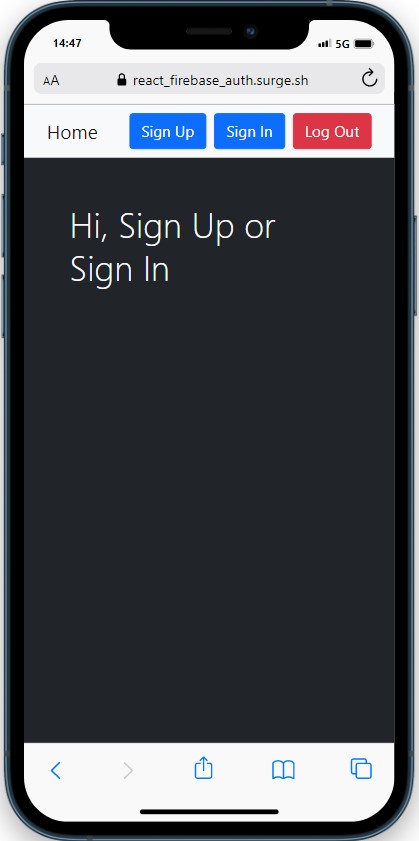 14:47
5G
AA
react_firebase_auth.surge.sh
Home
Sign Up
Sign In
Log Out
Hi, Sign Up or
Sign In